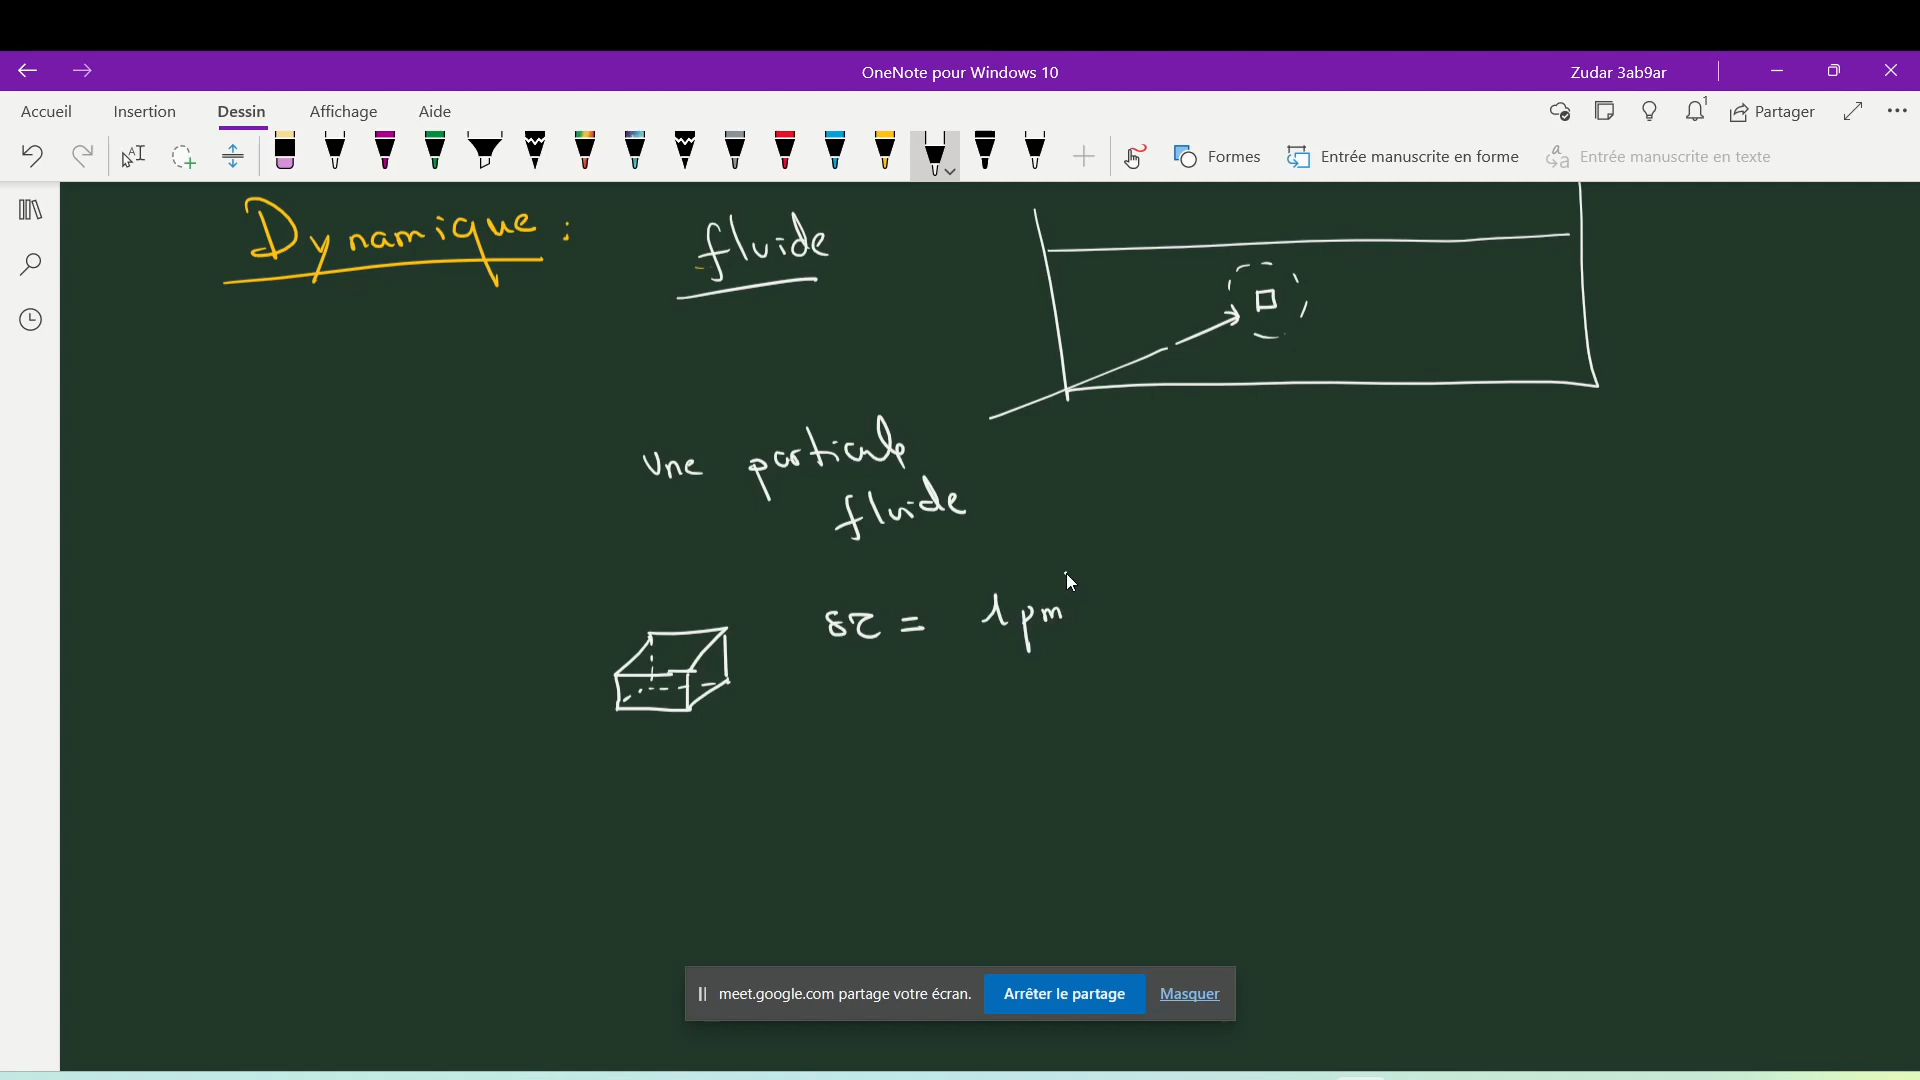 OneNote pour Windows 10
Zudar 3ab9ar
Accueil Insertion Dessin Affichage Aide
1
Partager
Formes Entrée manuscrite en forme Entrée manuscrite en texte
Dynamique : fluide
Une particule
fluide
δτ = 1 μm
meet.google.com partage votre écran. Arrêter le partage Masquer